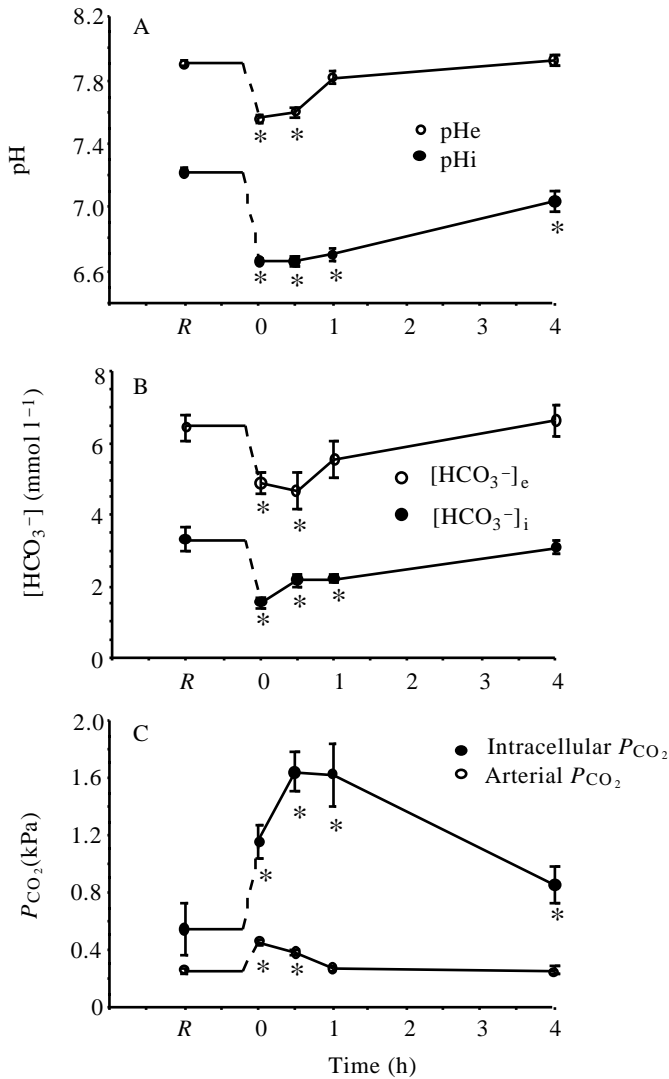 A
8.2
7.8
7.4
7.0
6.6
pH
pHe
pHi
* *
* * * *
R 0 1 2 3 4
B
8
6
4
2
0
[HCO₃⁻] (mmol l⁻¹)
[HCO₃⁻]e
[HCO₃⁻]i
* *
* * *
R 0 1 2 3 4
C
2.0
1.6
1.2
0.8
0.4
0
PCO₂(kPa)
Intracellular PCO₂
Arterial PCO₂
* * * *
* *
R 0 1 2 3 4
Time (h)